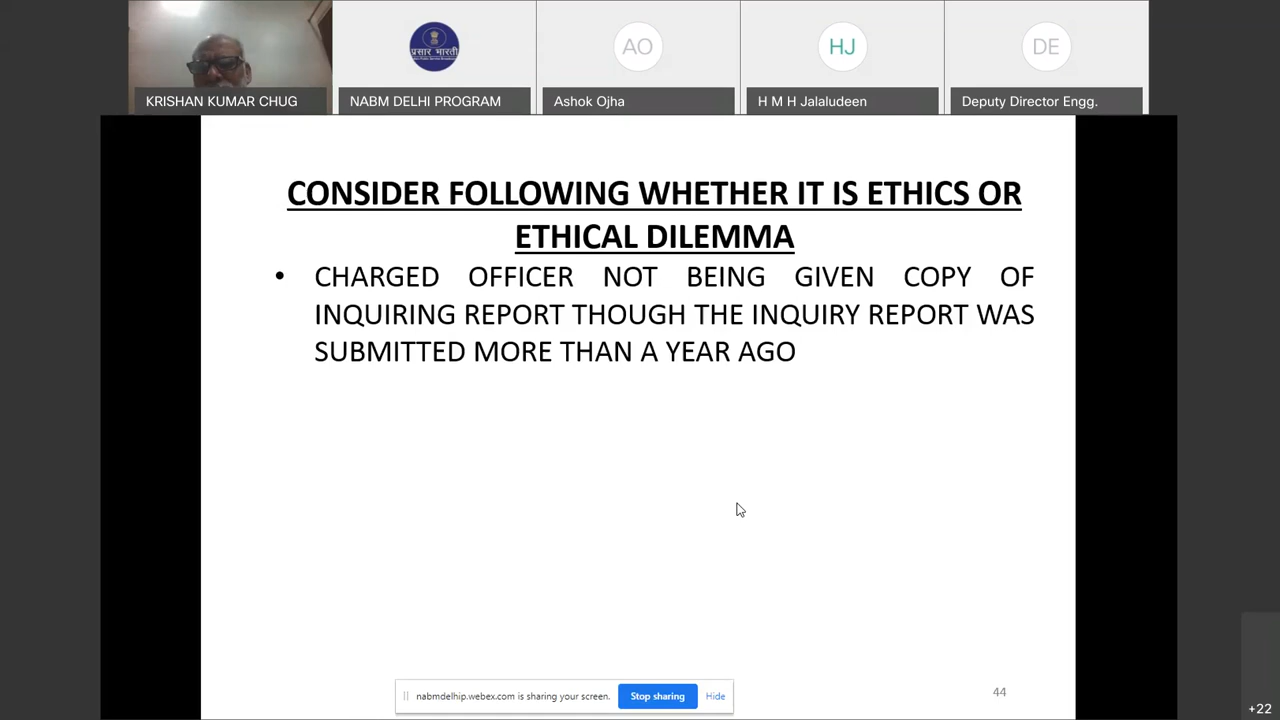 KRISHAN KUMAR CHUG
प्रसार भारती
NABM DELHI PROGRAM
AO
Ashok Ojha
HJ
H M H Jalaludeen
DE
Deputy Director Engg.
CONSIDER FOLLOWING WHETHER IT IS ETHICS OR
ETHICAL DILEMMA
• CHARGED OFFICER NOT BEING GIVEN COPY OF
INQUIRING REPORT THOUGH THE INQUIRY REPORT WAS
SUBMITTED MORE THAN A YEAR AGO
nabmdelhip.webex.com is sharing your screen.
Stop sharing
Hide
44
+22